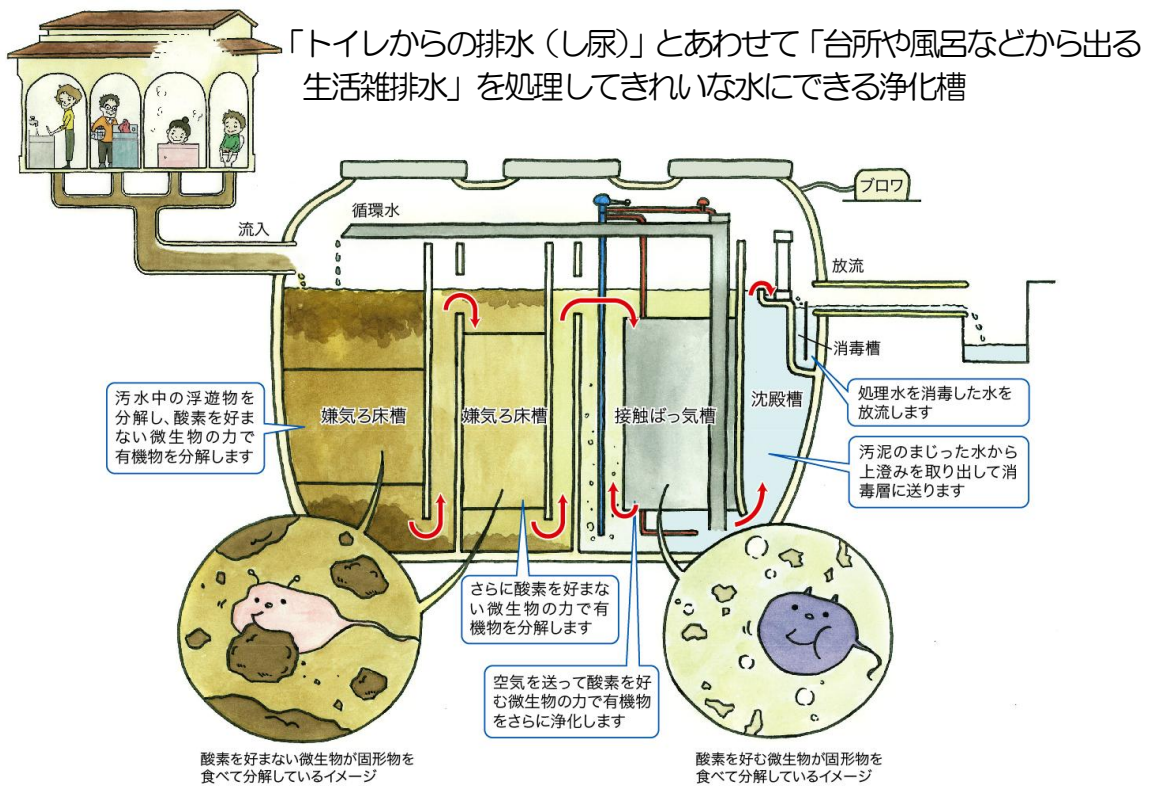 「トイレからの排水（し尿）」とあわせて「台所や風呂などから出る
生活雑排水」を処理してきれいな水にできる浄化槽
ブロワ
循環水
流入
放流
消毒槽
処理水を消毒した水を
放流します
汚水中の浮遊物を
分解し、酸素を好ま
ない微生物の力で
有機物を分解します
嫌気ろ床槽
嫌気ろ床槽
接触ばっ気槽
沈殿槽
汚泥のまじった水から
上澄みを取り出して消
毒層に送ります
さらに酸素を好まな
い微生物の力で有
機物を分解します
空気を送って酸素を好
む微生物の力で有機物
をさらに浄化します
酸素を好まない微生物が固形物を
食べて分解しているイメージ
酸素を好む微生物が固形物を
食べて分解しているイメージ